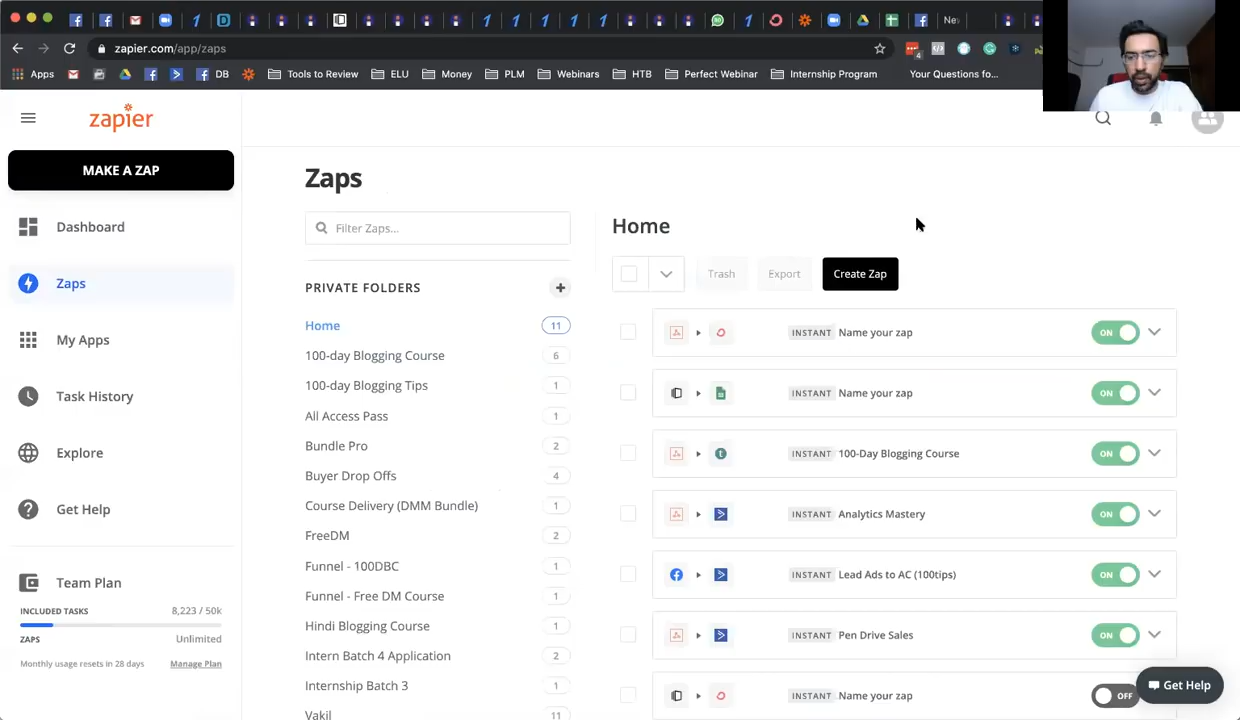 Nev
zapier.com/app/zaps
4
Apps
DB
Tools to Review
ELU
Money
PLM
Webinars
HTB
Perfect Webinar
Internship Program
Your Questions fo...
zapier
MAKE A ZAP
Dashboard
Zaps
My Apps
Task History
Explore
Get Help
Team Plan
INCLUDED TASKS 8,223 / 50k
ZAPS Unlimited
Monthly usage resets in 28 days Manage Plan
Zaps
Filter Zaps...
PRIVATE FOLDERS +
Home 11
100-day Blogging Course 6
100-day Blogging Tips 1
All Access Pass 1
Bundle Pro 2
Buyer Drop Offs 4
Course Delivery (DMM Bundle) 1
FreeDM 2
Funnel - 100DBC 1
Funnel - Free DM Course 1
Hindi Blogging Course 1
Intern Batch 4 Application 2
Internship Batch 3 1
Vakil 11
Home
Trash Export Create Zap
INSTANT Name your zap ON
INSTANT Name your zap ON
INSTANT 100-Day Blogging Course ON
INSTANT Analytics Mastery ON
INSTANT Lead Ads to AC (100tips) ON
INSTANT Pen Drive Sales ON
INSTANT Name your zap OFF
Get Help